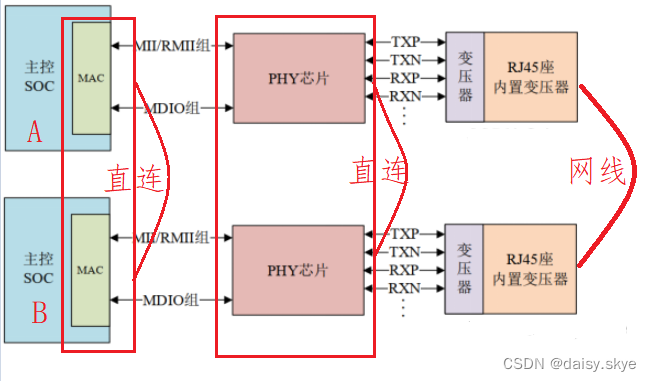 主控
SOC
MAC
A
MII/RMII组
MDIO组
直连
PHY芯片
直连
TXP
TXN
RXP
RXN
变压器
RJ45座
内置变压器
网线
主控
SOC
MAC
B
MII/RMII组
MDIO组
PHY芯片
TXP
TXN
RXP
RXN
变压器
RJ45座
内置变压器
CSDN @daisy.skye